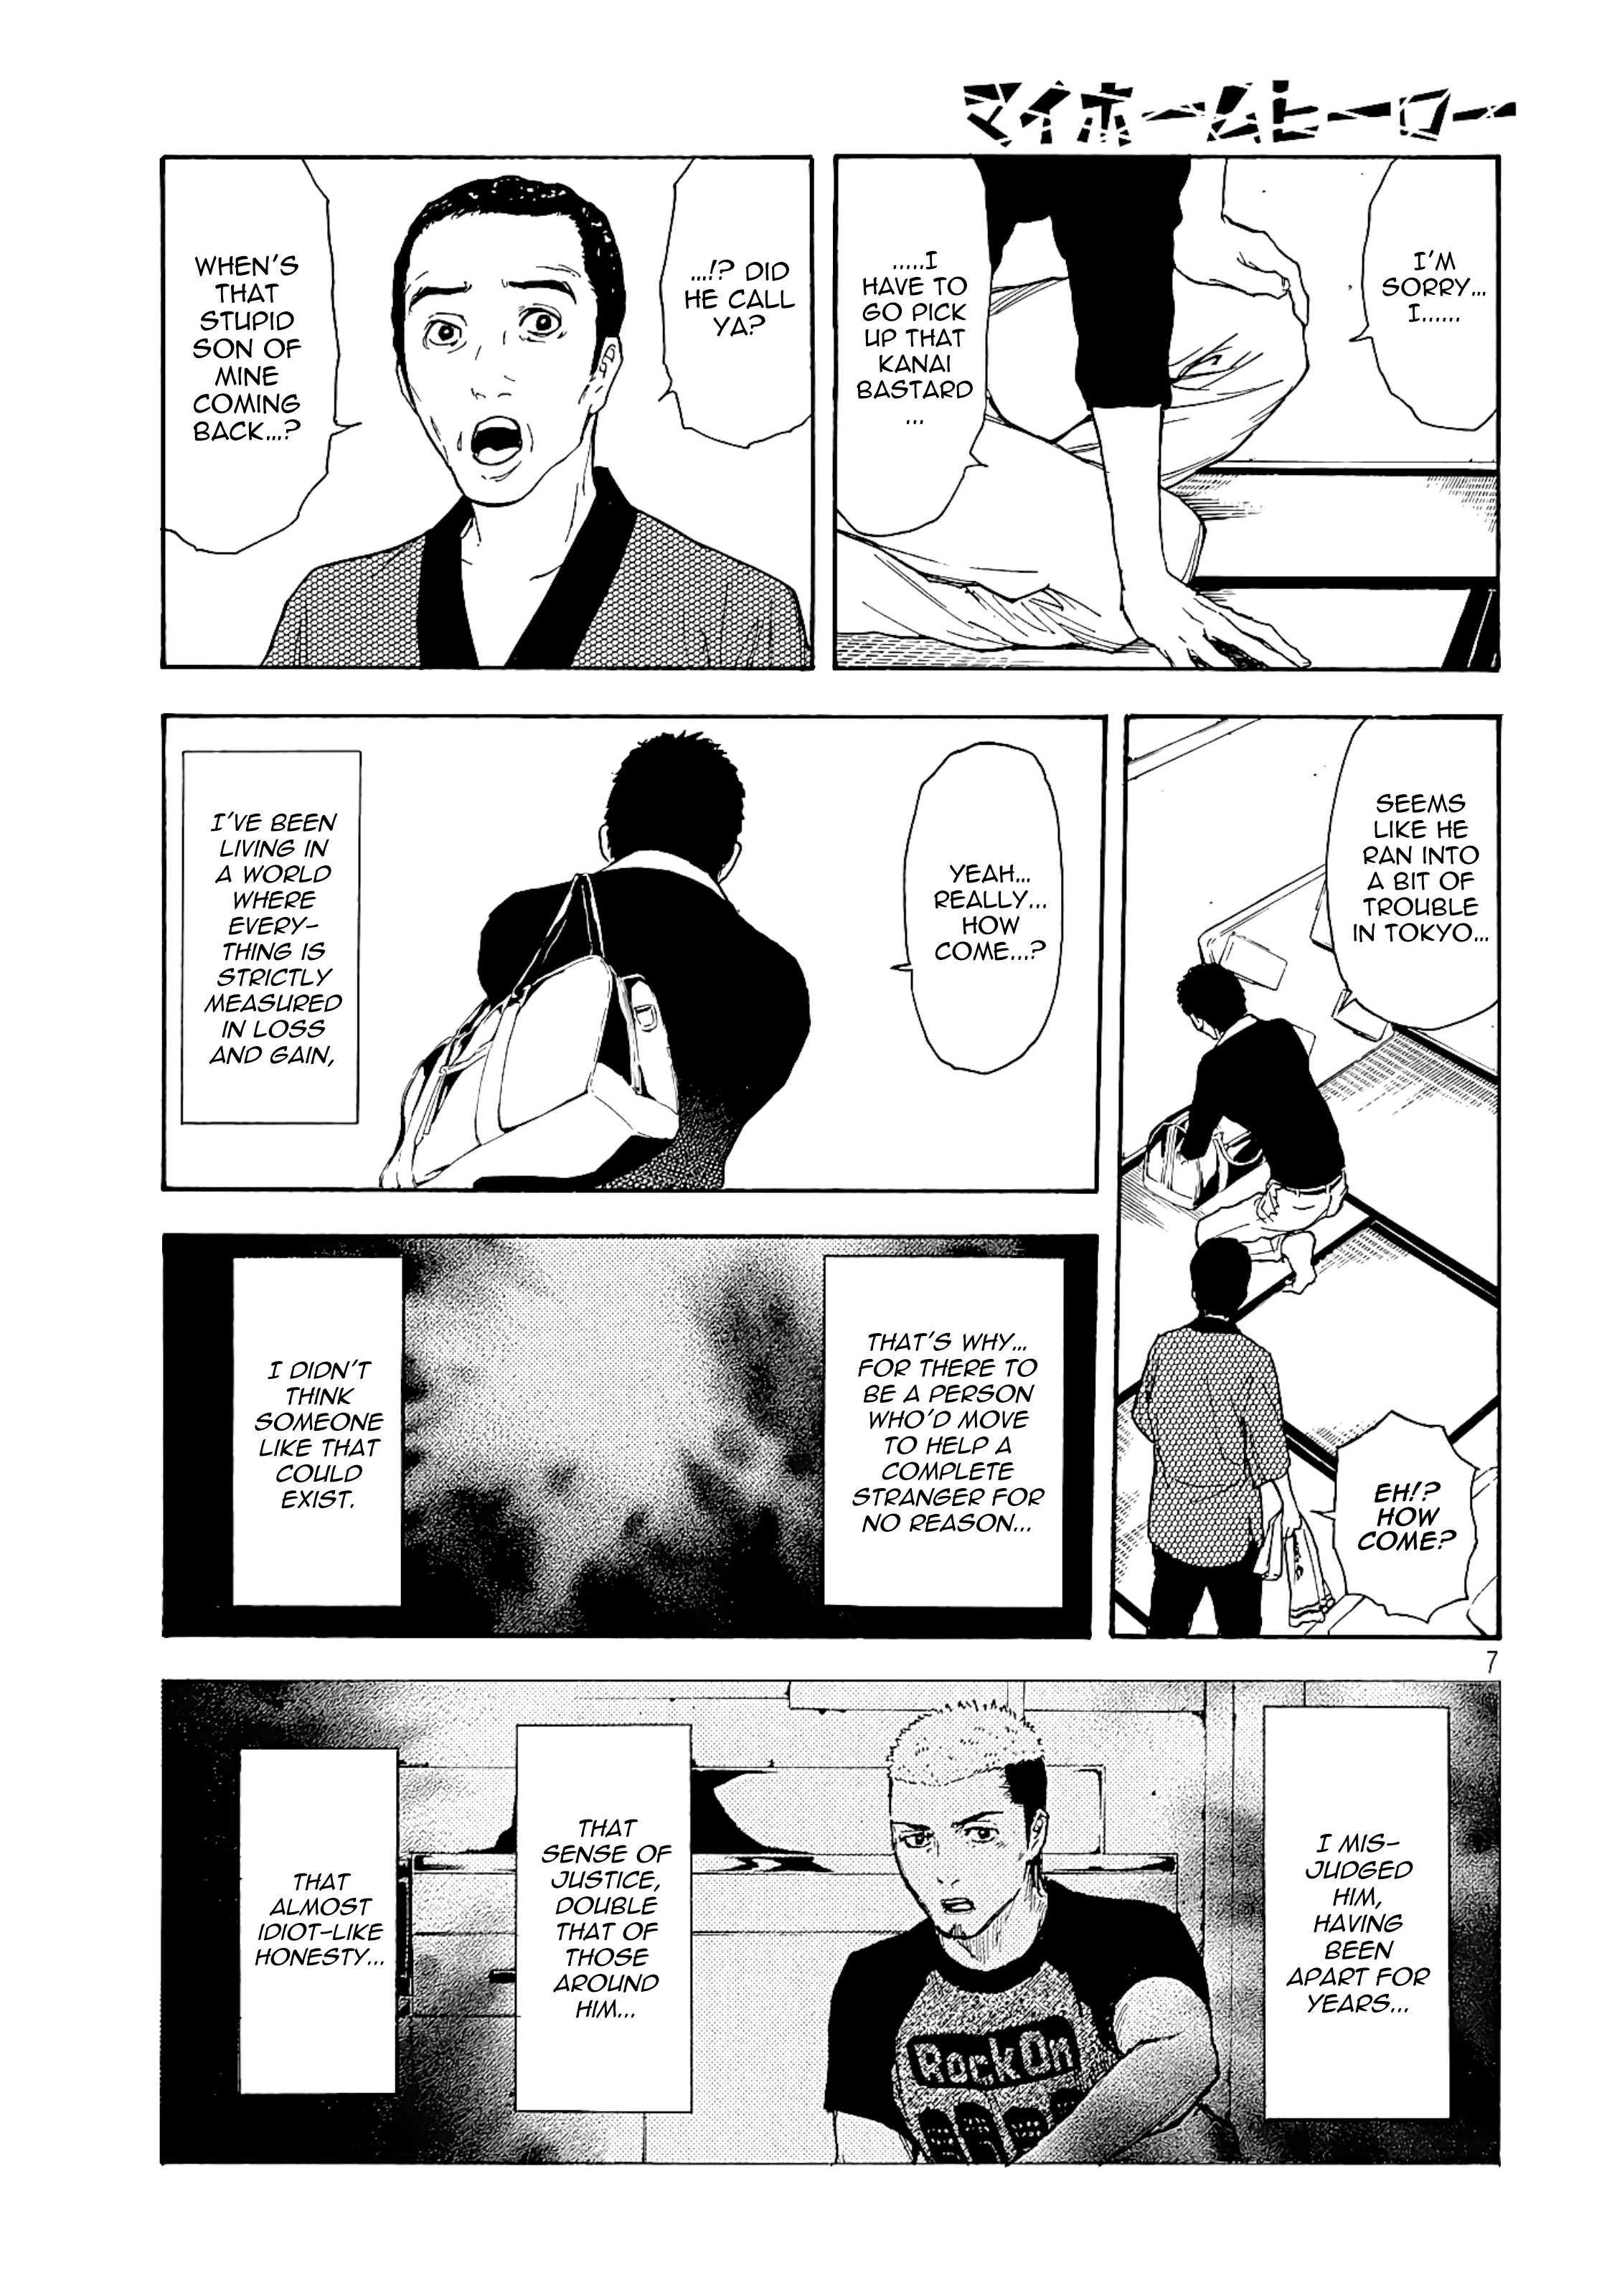 マイホームヒーロー
I'M
SORRY...
I......
.....I
HAVE TO
GO PICK
UP THAT
KANAI
BASTARD
...
...!? DID
HE CALL
YA?
WHEN'S
THAT
STUPID
SON OF
MINE
COMING
BACK...?
SEEMS
LIKE HE
RAN INTO
A BIT OF
TROUBLE
IN TOKYO...
EH!?
HOW
COME?
YEAH...
REALLY...
HOW
COME...?
I'VE BEEN
LIVING IN
A WORLD
WHERE
EVERY-
THING IS
STRICTLY
MEASURED
IN LOSS
AND GAIN,
THAT'S WHY...
FOR THERE TO
BE A PERSON
WHO'D MOVE
TO HELP A
COMPLETE
STRANGER FOR
NO REASON...
I DIDN'T
THINK
SOMEONE
LIKE THAT
COULD
EXIST.
7
I MIS-
JUDGED
HIM,
HAVING
BEEN
APART FOR
YEARS...
RockOn
THAT
SENSE OF
JUSTICE,
DOUBLE
THAT OF
THOSE
AROUND
HIM...
THAT
ALMOST
IDIOT-LIKE
HONESTY...